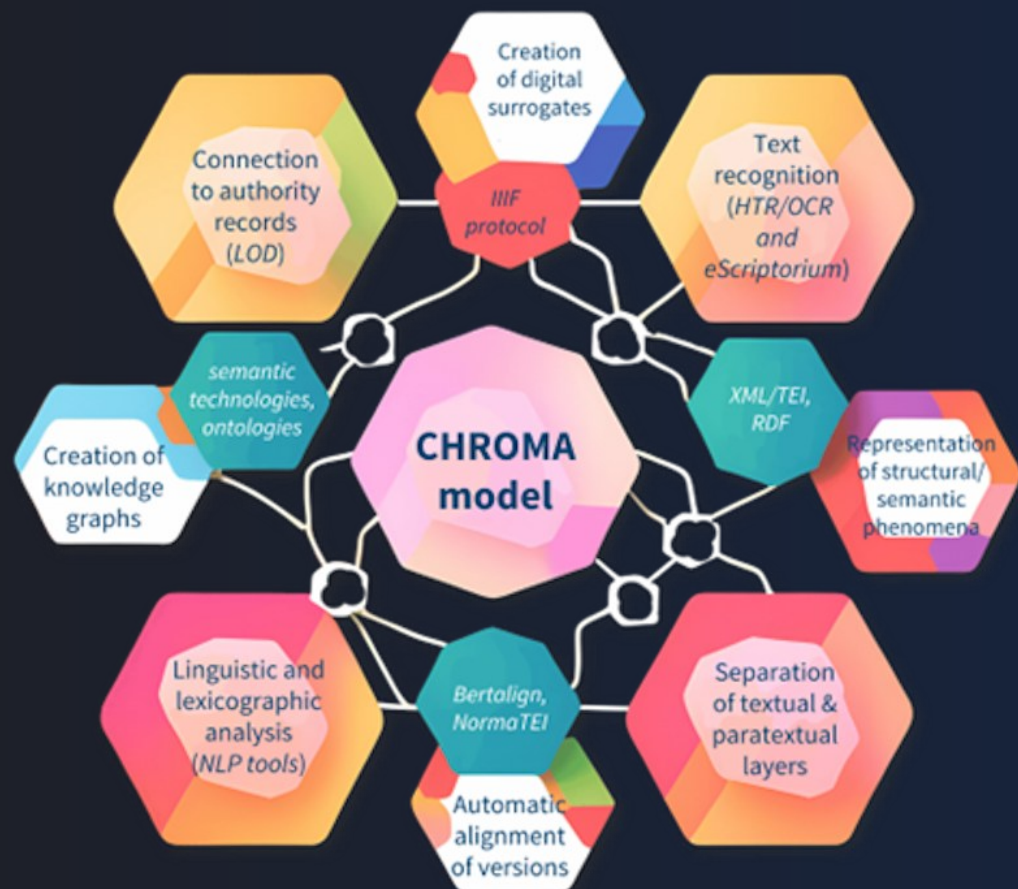 Creation
of digital
surrogates
Connection
to authority
records
(LOD)
IIIF
protocol
Text
recognition
(HTR/OCR
and
eScriptorium)
semantic
technologies,
ontologies
XML/TEI,
RDF
Creation of
knowledge
graphs
CHROMA
model
Representation
of structural/
semantic
phenomena
Linguistic and
lexicographic
analysis
(NLP tools)
Bertalign,
NormaTEI
Separation
of textual &
paratextual
layers
Automatic
alignment
of versions